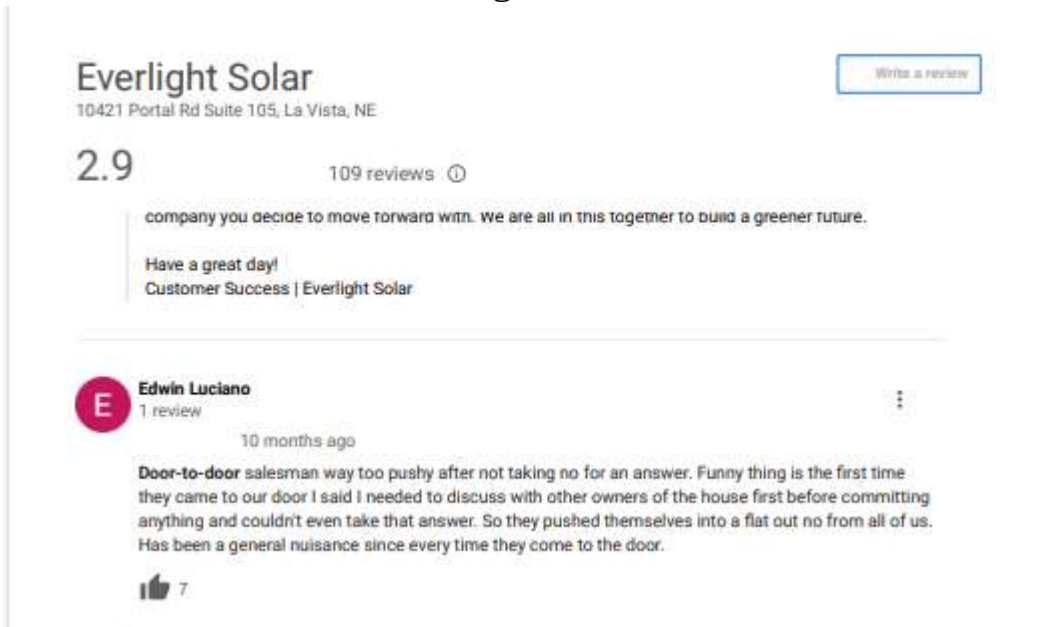 Everlight Solar
Write a review
10421 Portal Rd Suite 105, La Vista, NE
2.9
109 reviews
company you decide to move forward with. We are all in this together to build a greener future.
Have a great day!
Customer Success | Everlight Solar
E
Edwin Luciano
1 review
10 months ago
Door-to-door salesman way too pushy after not taking no for an answer. Funny thing is the first time
they came to our door I said I needed to discuss with other owners of the house first before committing
anything and couldn't even take that answer. So they pushed themselves into a flat out no from all of us.
Has been a general nuisance since every time they come to the door.
7